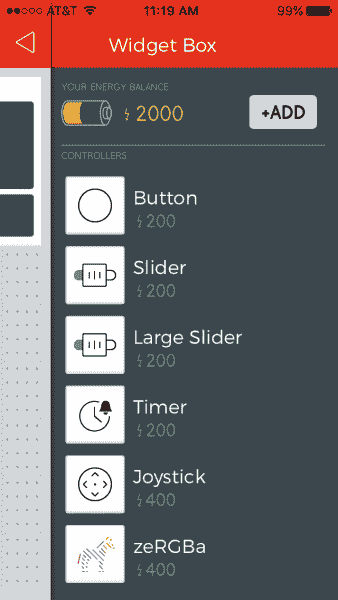 AT&T 11:19 AM 99%
Widget Box
YOUR ENERGY BALANCE
2000 +ADD
CONTROLLERS
Button
200
Slider
200
Large Slider
200
Timer
200
Joystick
400
zeRGBa
400